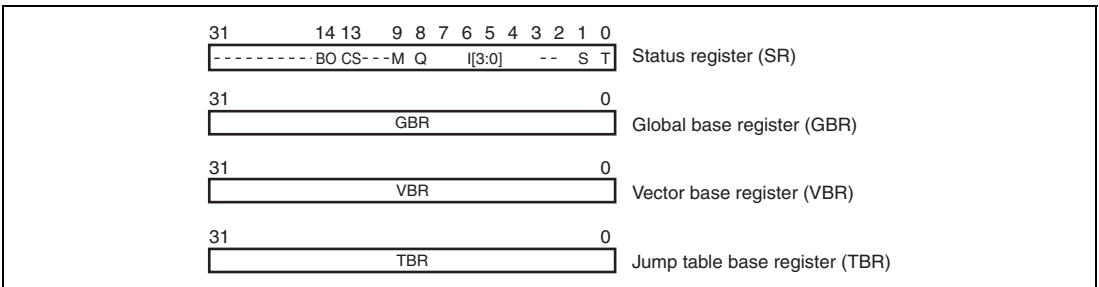 31 14 13 9 8 7 6 5 4 3 2 1 0
- - - - - - - - - - BO CS - - - M Q I[3:0] - - S T Status register (SR)
31 0
GBR Global base register (GBR)
31 0
VBR Vector base register (VBR)
31 0
TBR Jump table base register (TBR)